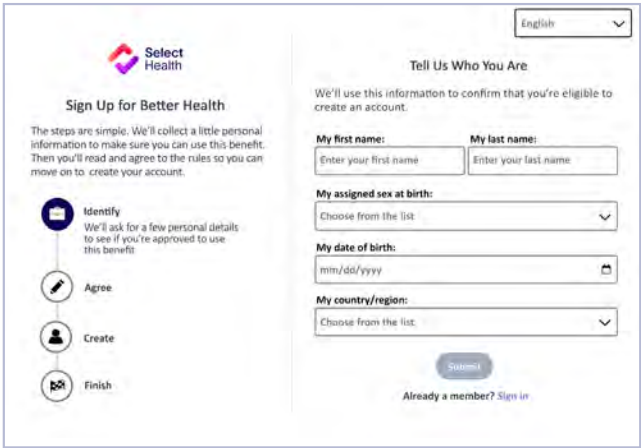 English
Select
Health
Sign Up for Better Health
The steps are simple. We'll collect a little personal
information to make sure you can use this benefit.
Then you'll read and agree to the rules so you can
move on to create your account.
Identify
We'll ask for a few personal details
to see if you're approved to use
this benefit
Agree
Create
Finish
Tell Us Who You Are
We'll use this information to confirm that you're eligible to
create an account.
My first name: My last name:
Enter your first name Enter your last name
My assigned sex at birth:
Choose from the list
My date of birth:
mm/dd/yyyy
My country/region:
Choose from the list
Submit
Already a member? Sign in